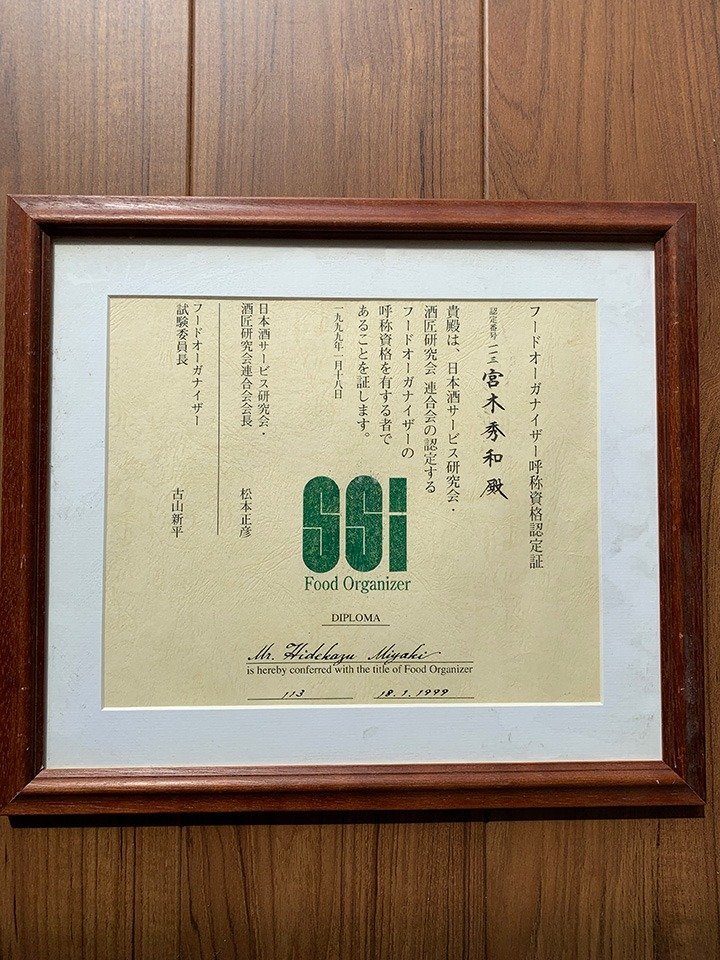 フードオーガナイザー呼称資格認定証
認定番号 一一三
宮木秀和殿
貴殿は、日本酒サービス研究会・
酒匠研究会 連合会の認定する
フードオーガナイザーの
呼称資格を有する者で
あることを証します。
一九九九年一月十八日
日本酒サービス研究会・
酒匠研究会連合会会長 松本正彦
フードオーガナイザー
試験委員長 古山新平
SSi
Food Organizer
DIPLOMA
Mr. Hidekazu Miyaki
is hereby conferred with the title of Food Organizer
113 18.1.1999